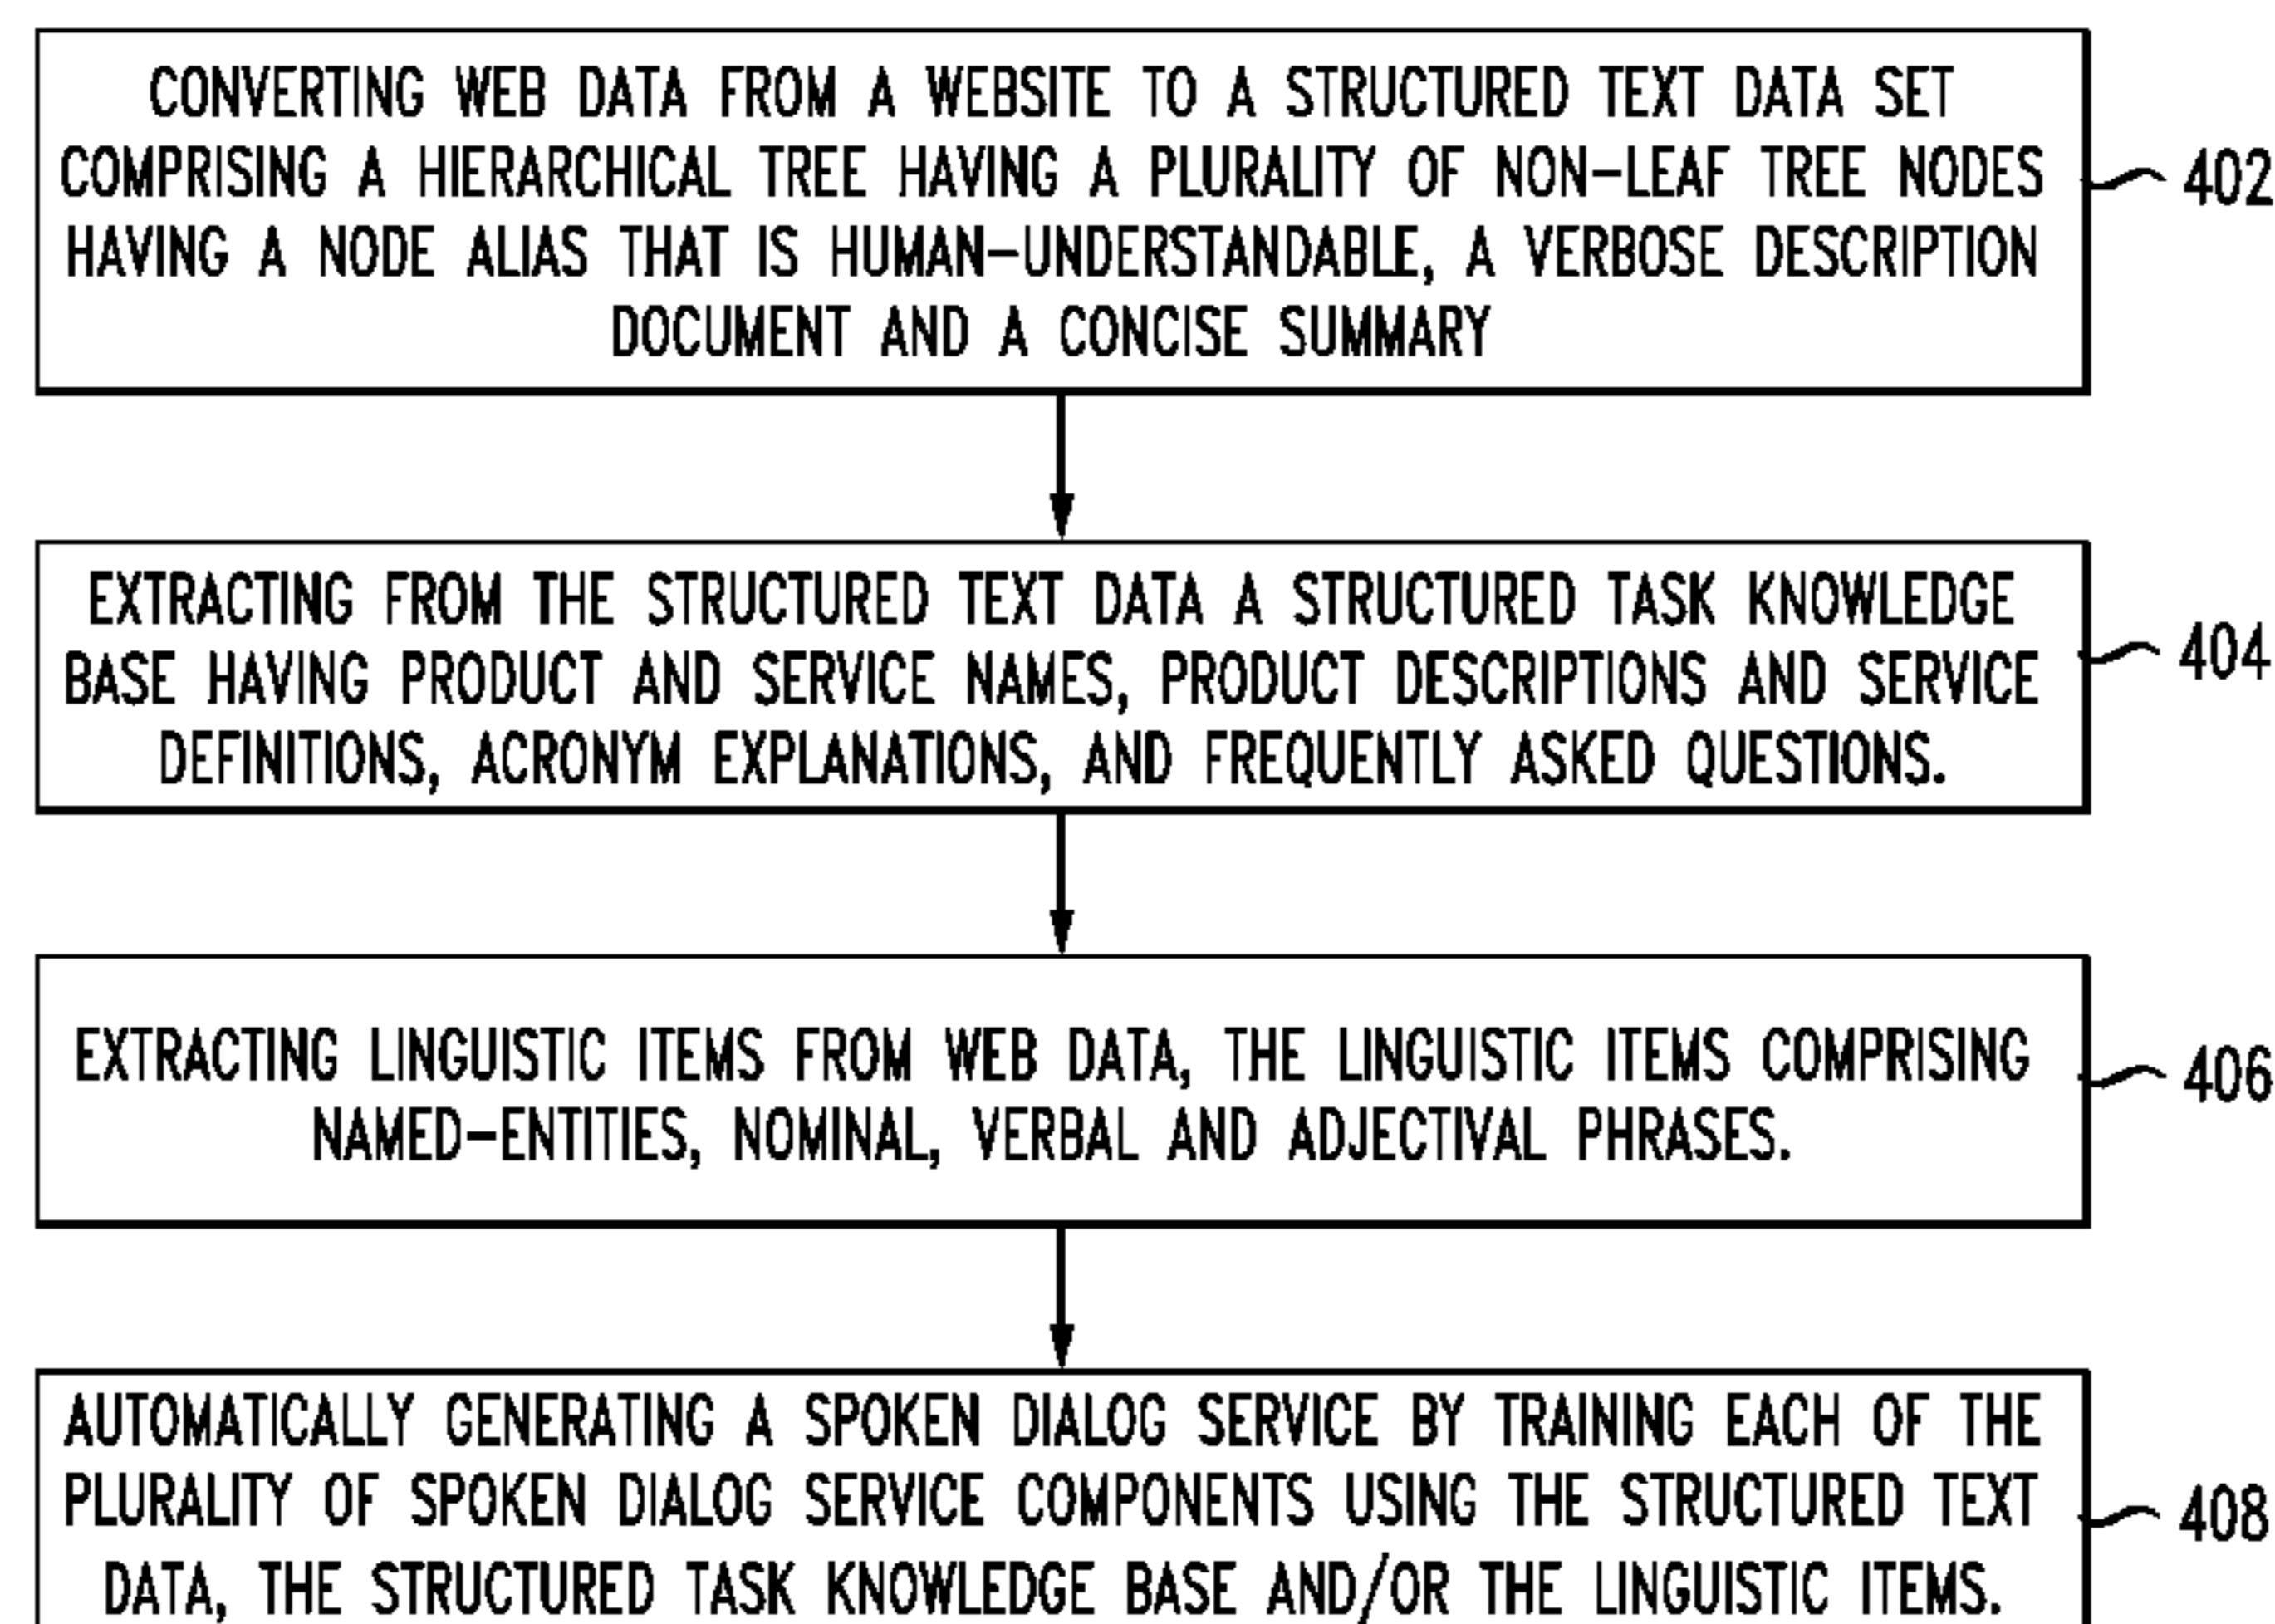 CONVERTING WEB DATA FROM A WEBSITE TO A STRUCTURED TEXT DATA SET
COMPRISING A HIERARCHICAL TREE HAVING A PLURALITY OF NON-LEAF TREE NODES
HAVING A NODE ALIAS THAT IS HUMAN-UNDERSTANDABLE, A VERBOSE DESCRIPTION
DOCUMENT AND A CONCISE SUMMARY
402
EXTRACTING FROM THE STRUCTURED TEXT DATA A STRUCTURED TASK KNOWLEDGE
BASE HAVING PRODUCT AND SERVICE NAMES, PRODUCT DESCRIPTIONS AND SERVICE
DEFINITIONS, ACRONYM EXPLANATIONS, AND FREQUENTLY ASKED QUESTIONS.
404
EXTRACTING LINGUISTIC ITEMS FROM WEB DATA, THE LINGUISTIC ITEMS COMPRISING
NAMED-ENTITIES, NOMINAL, VERBAL AND ADJECTIVAL PHRASES.
406
AUTOMATICALLY GENERATING A SPOKEN DIALOG SERVICE BY TRAINING EACH OF THE
PLURALITY OF SPOKEN DIALOG SERVICE COMPONENTS USING THE STRUCTURED TEXT
DATA, THE STRUCTURED TASK KNOWLEDGE BASE AND/OR THE LINGUISTIC ITEMS.
408